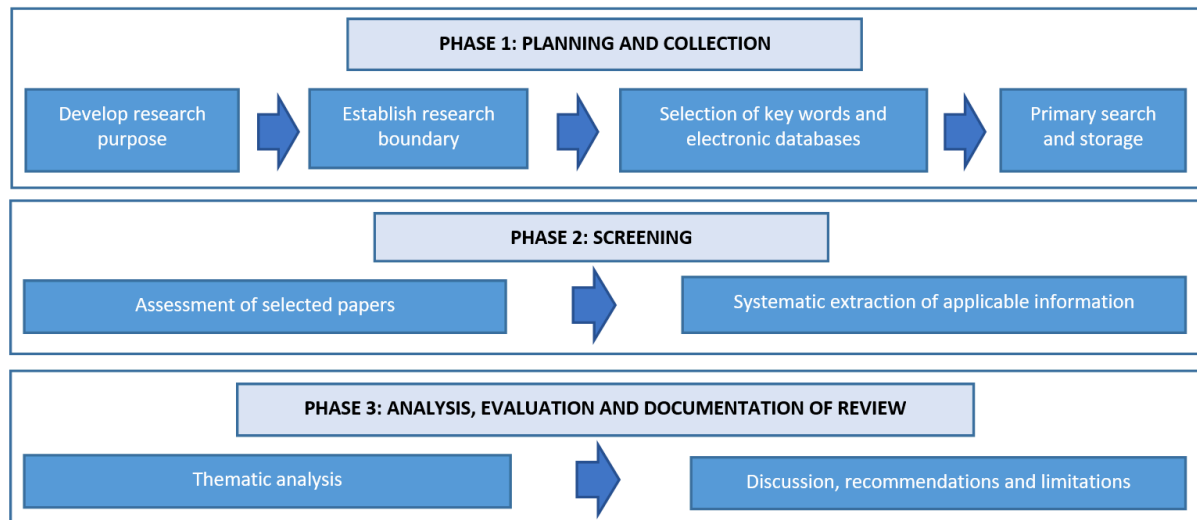 PHASE 1: PLANNING AND COLLECTION
Develop research
purpose
Establish research
boundary
Selection of key words and
electronic databases
Primary search
and storage
PHASE 2: SCREENING
Assessment of selected papers
Systematic extraction of applicable information
PHASE 3: ANALYSIS, EVALUATION AND DOCUMENTATION OF REVIEW
Thematic analysis
Discussion, recommendations and limitations